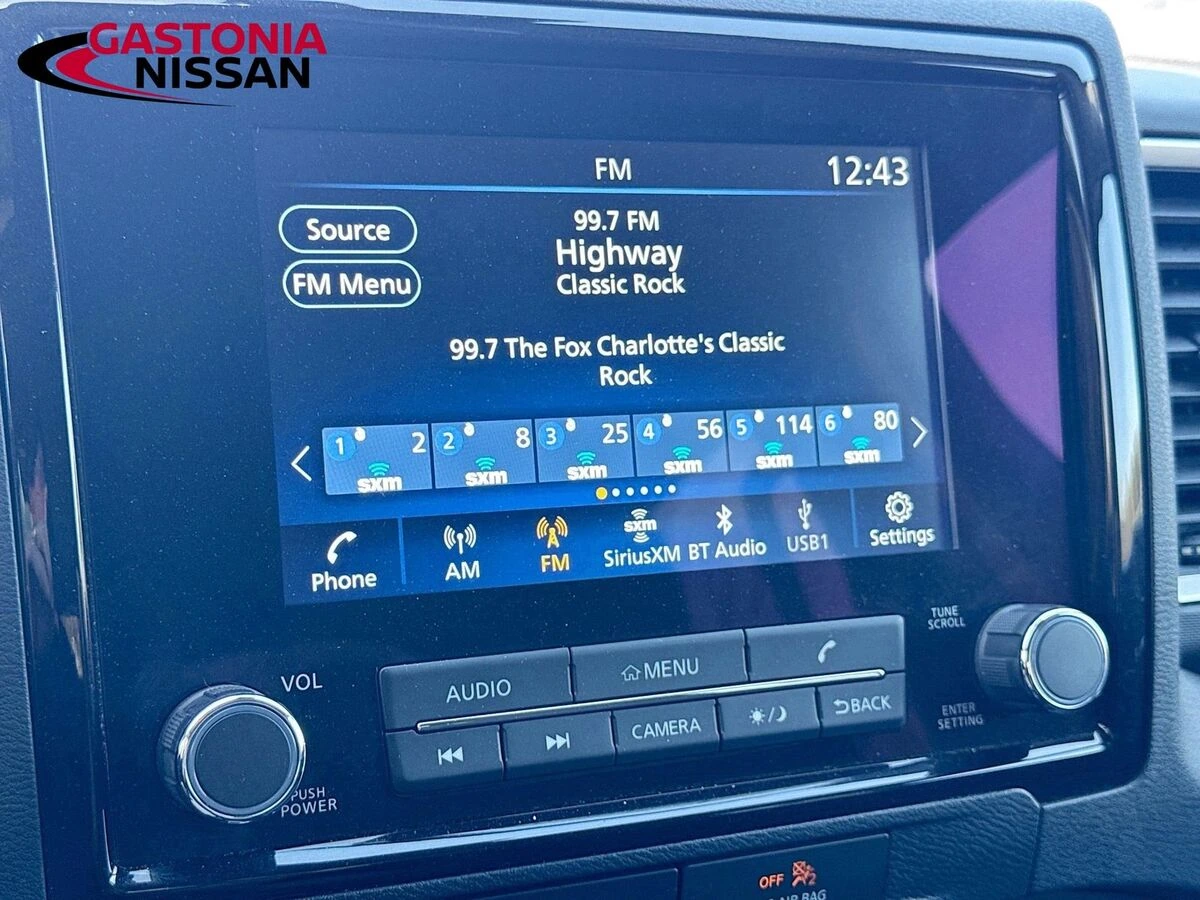 GASTONIA
NISSAN
FM
12:43
Source
99.7 FM
Highway
FM Menu
Classic Rock
99.7 The Fox Charlotte's Classic
Rock
1 2 2 8 3 25 4 56 5 114 6 80
sxm sxm sxm sxm sxm sxm
Phone AM FM sxm SiriusXM BT Audio USB1 Settings
TUNE
SCROLL
VOL
AUDIO MENU
CAMERA BACK
ENTER
SETTING
PUSH
POWER
OFF 2
AIR BAG